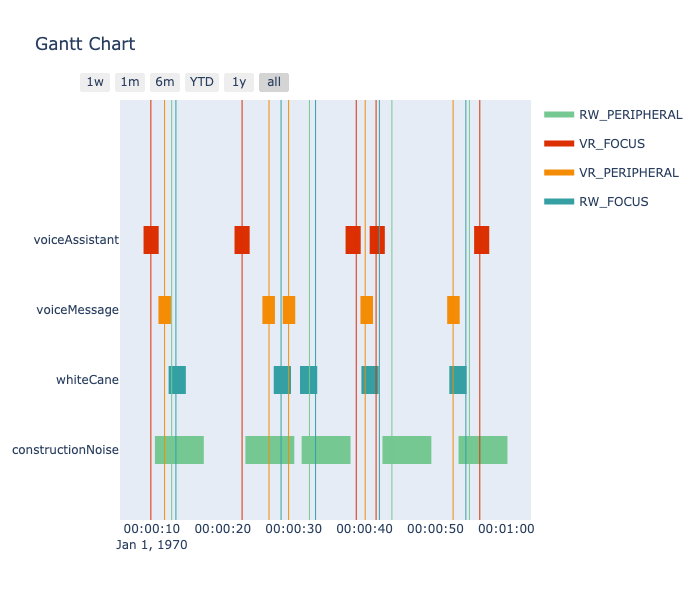 Gantt Chart
1w 1m 6m YTD 1y all
RW_PERIPHERAL
VR_FOCUS
VR_PERIPHERAL
RW_FOCUS
voiceAssistant
voiceMessage
whiteCane
constructionNoise
00:00:10 00:00:20 00:00:30 00:00:40 00:00:50 00:01:00
Jan 1, 1970